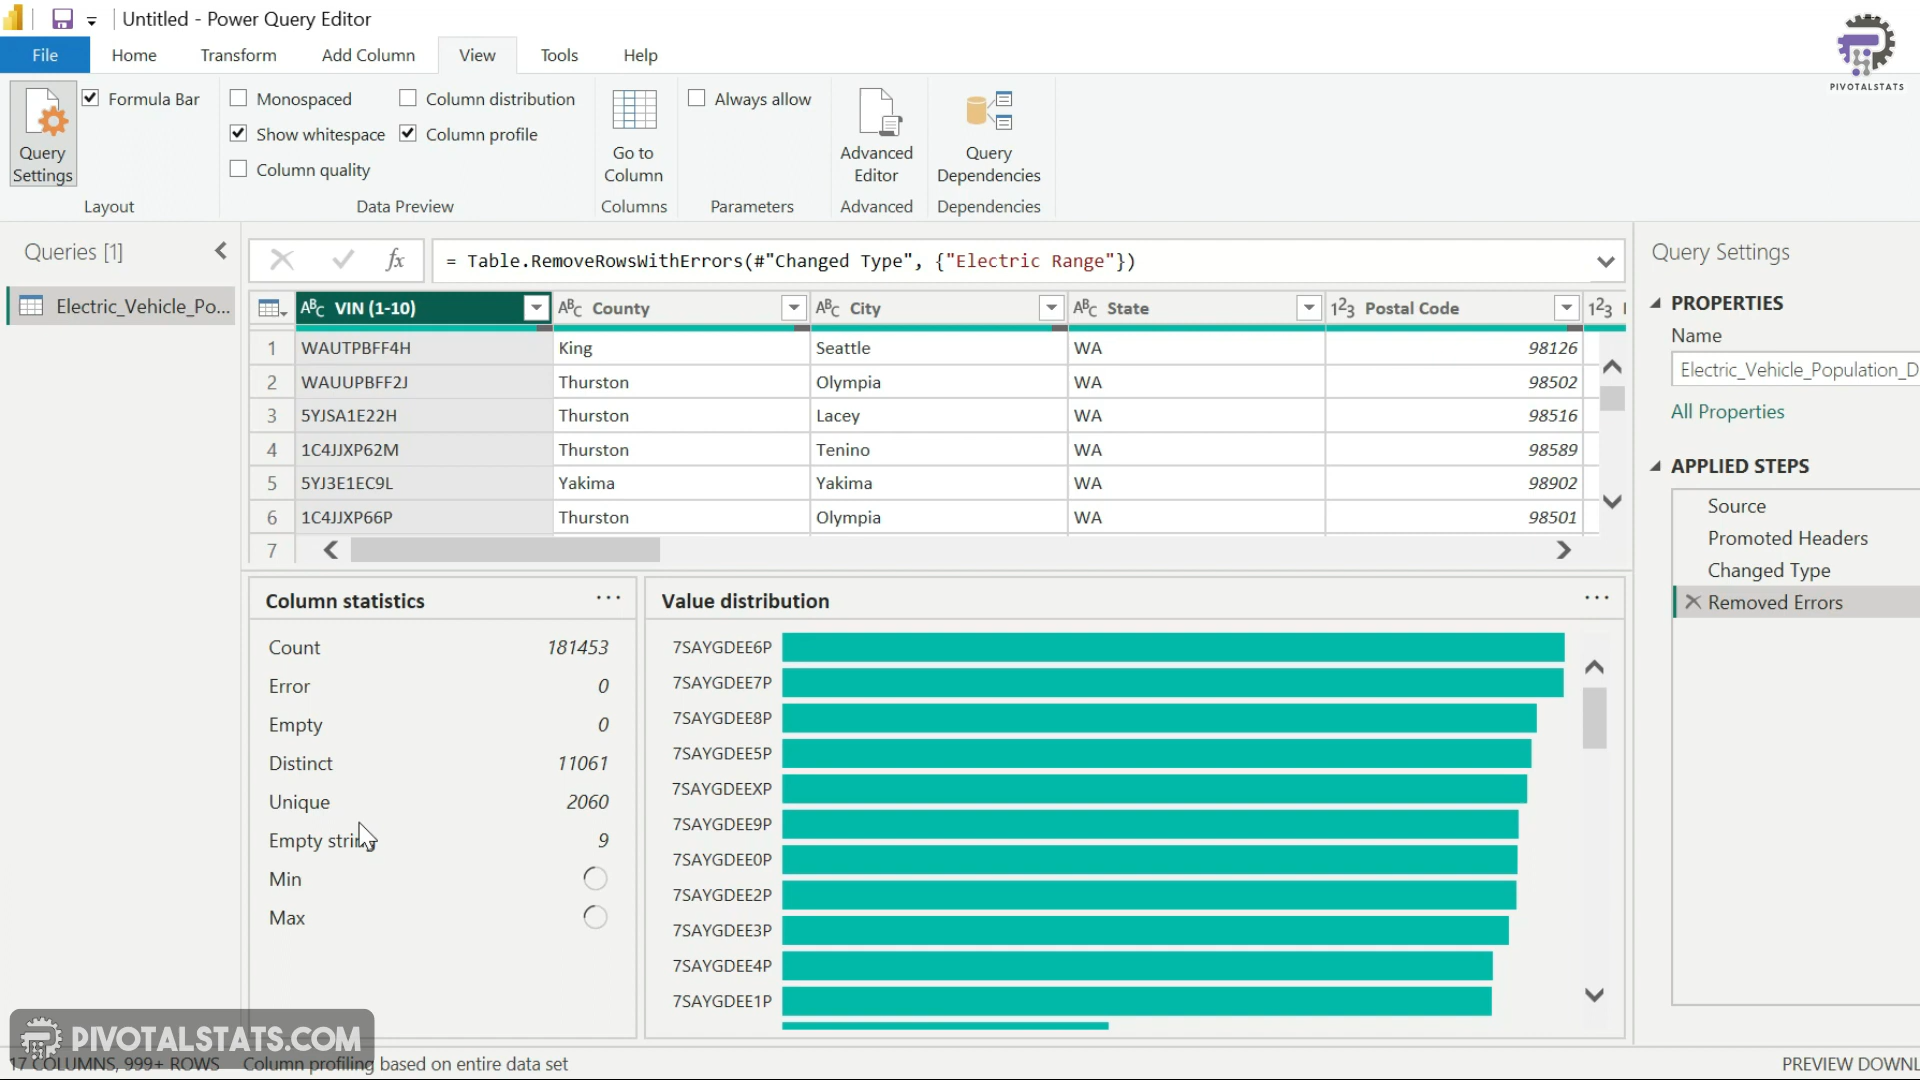 Untitled - Power Query Editor
File
Home
Transform
Add Column
View
Tools
Help
PIVOTALSTATS
Query
Settings
Formula Bar
Layout
Monospaced
Column distribution
Show whitespace
Column profile
Column quality
Data Preview
Go to
Column
Columns
Always allow
Parameters
Advanced
Editor
Advanced
Query
Dependencies
Dependencies
Queries [1]
Electric_Vehicle_Po...
fx
= Table.RemoveRowsWithErrors(#"Changed Type", {"Electric Range"})
ABC VIN (1-10) ABC County ABC City ABC State 123 Postal Code 123
1 WAUTPBFF4H King Seattle WA 98126
2 WAUUPBFF2J Thurston Olympia WA 98502
3 5YJSA1E22H Thurston Lacey WA 98516
4 1C4JJXP62M Thurston Tenino WA 98589
5 5YJ3E1EC9L Yakima Yakima WA 98902
6 1C4JJXP66P Thurston Olympia WA 98501
7
Column statistics ...
Count 181453
Error 0
Empty 0
Distinct 11061
Unique 2060
Empty string 9
Min
Max
Value distribution ...
7SAYGDEE6P
7SAYGDEE7P
7SAYGDEE8P
7SAYGDEE5P
7SAYGDEEXP
7SAYGDEE9P
7SAYGDEE0P
7SAYGDEE2P
7SAYGDEE3P
7SAYGDEE4P
7SAYGDEE1P
Query Settings
PROPERTIES
Name
Electric_Vehicle_Population_D
All Properties
APPLIED STEPS
Source
Promoted Headers
Changed Type
Removed Errors
PIVOTALSTATS.COM
17 COLUMNS, 999+ ROWS Column profiling based on entire data set
PREVIEW DOWNL